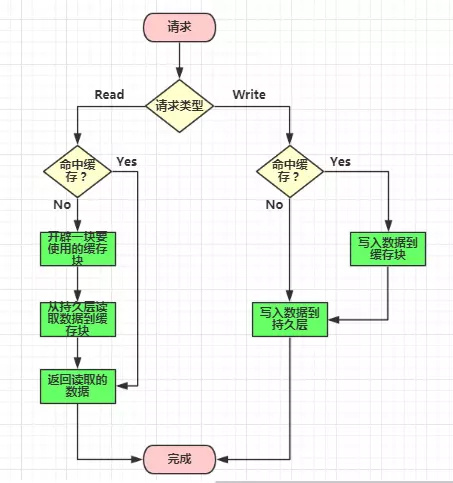 请求
请求类型
Read
Write
命中缓
存？
Yes
No
命中缓
存？
Yes
No
开辟一块要
使用的缓存
块
写入数据到
缓存块
从持久层读
取数据到缓
存块
写入数据到
持久层
返回读取的
数据
完成